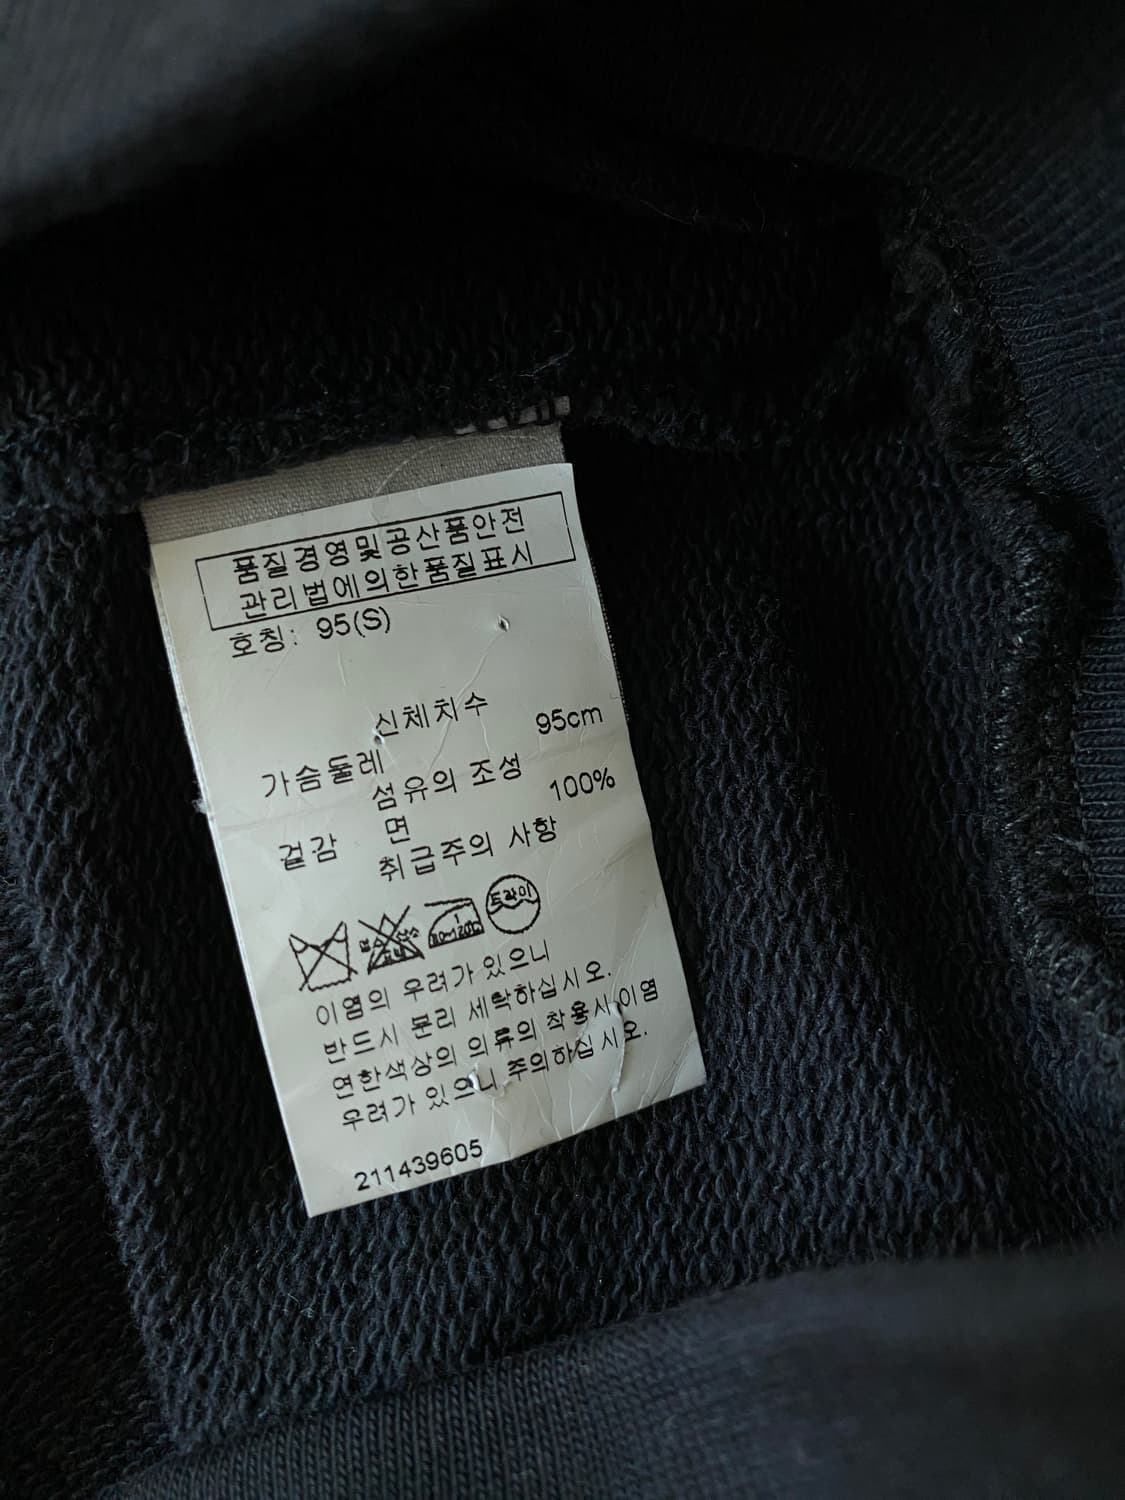 품질경영및공산품안전
관리법에의한품질표시
호칭: 95(S)
신체치수
가슴둘레 95cm
섬유의 조성
겉감 면 100%
취급주의 사항
드라이
이염의 우려가 있으니
반드시 분리 세탁하십시오.
연한색상의 의류의 착용시 이염
우려가 있으니 주의하십시오.
211439605